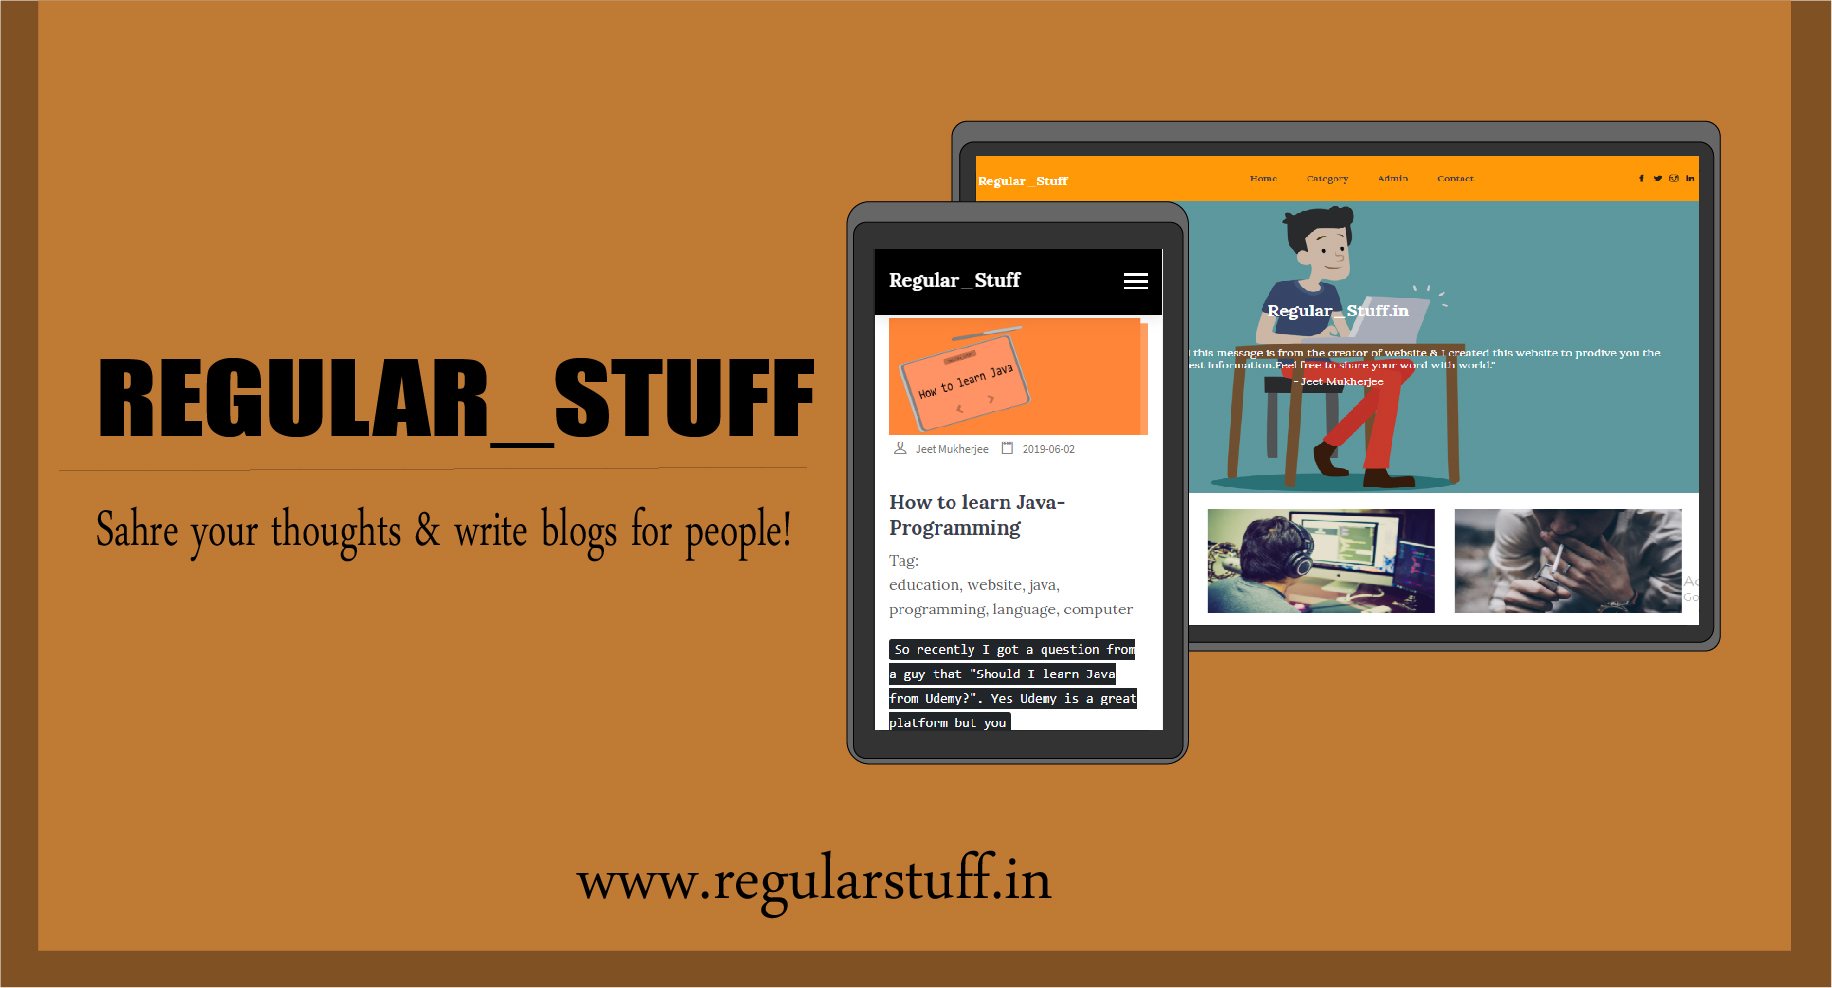 REGULAR_STUFF
Sahre your thoughts & write blogs for people!
Regular_Stuff
How to learn Java
Jeet Mukherjee 2019-06-02
How to learn Java-
Programming
Tag:
education, website, java,
programming, language, computer
So recently I got a question from
a guy that "Should I learn Java
from Udemy?". Yes Udemy is a great
platform but you
Regular_Stuff Home Category Admin Contact
Regular_Stuff.in
this message is from the creator of website & I created this website to prodive you the
est information.Feel free to share your word with world."
- Jeet Mukherjee
Ac
Go
www.regularstuff.in